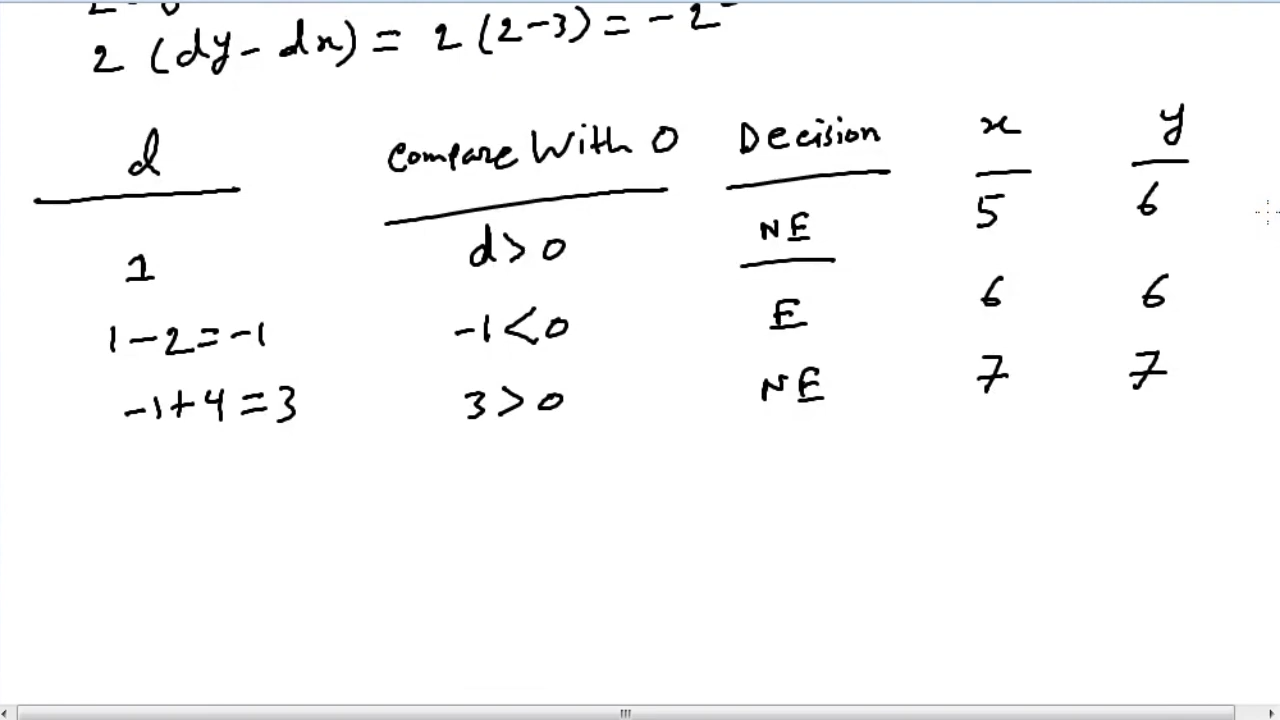 2 (dy - dx) = 2 (2-3) = -2
d Compare With 0 Decision x y
1 d > 0 NE 5 6
1 - 2 = -1 -1 < 0 E 6 6
-1 + 4 = 3 3 > 0 NE 7 7